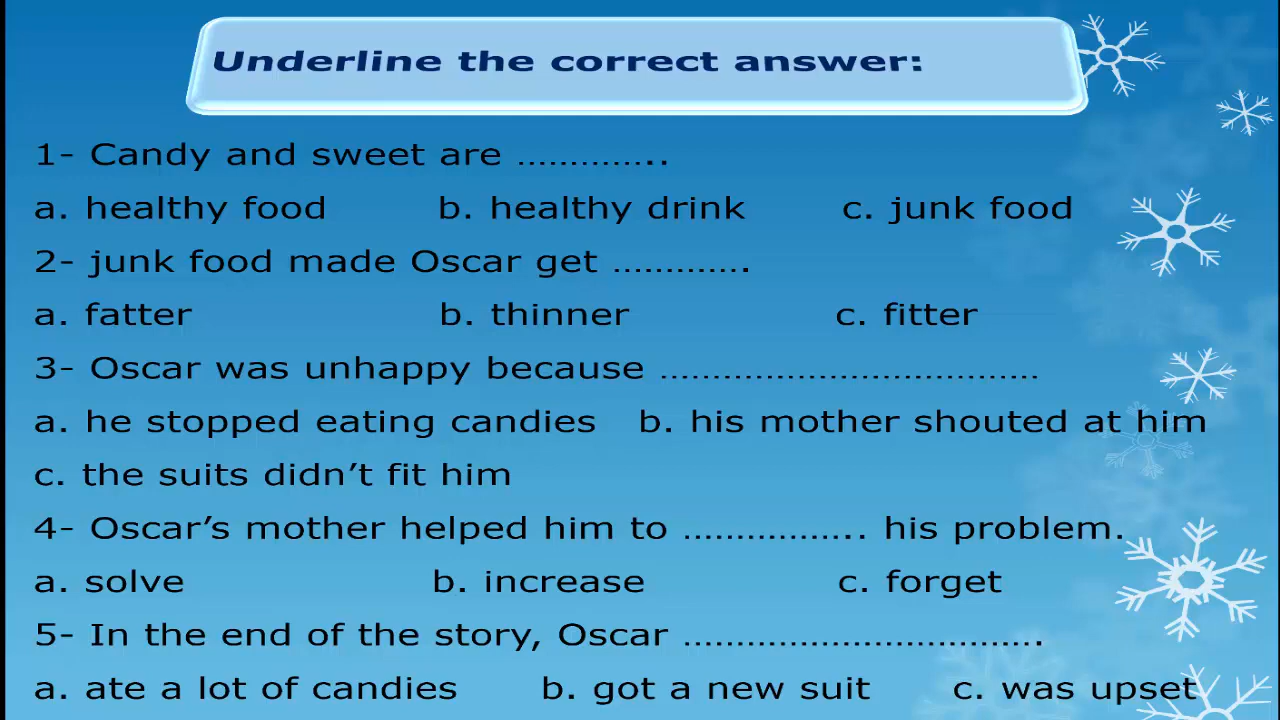 Underline the correct answer:
1- Candy and sweet are …………..
a. healthy food b. healthy drink c. junk food
2- junk food made Oscar get ………….
a. fatter b. thinner c. fitter
3- Oscar was unhappy because ………………………………
a. he stopped eating candies b. his mother shouted at him
c. the suits didn’t fit him
4- Oscar’s mother helped him to …………….. his problem.
a. solve b. increase c. forget
5- In the end of the story, Oscar …………………………….
a. ate a lot of candies b. got a new suit c. was upset